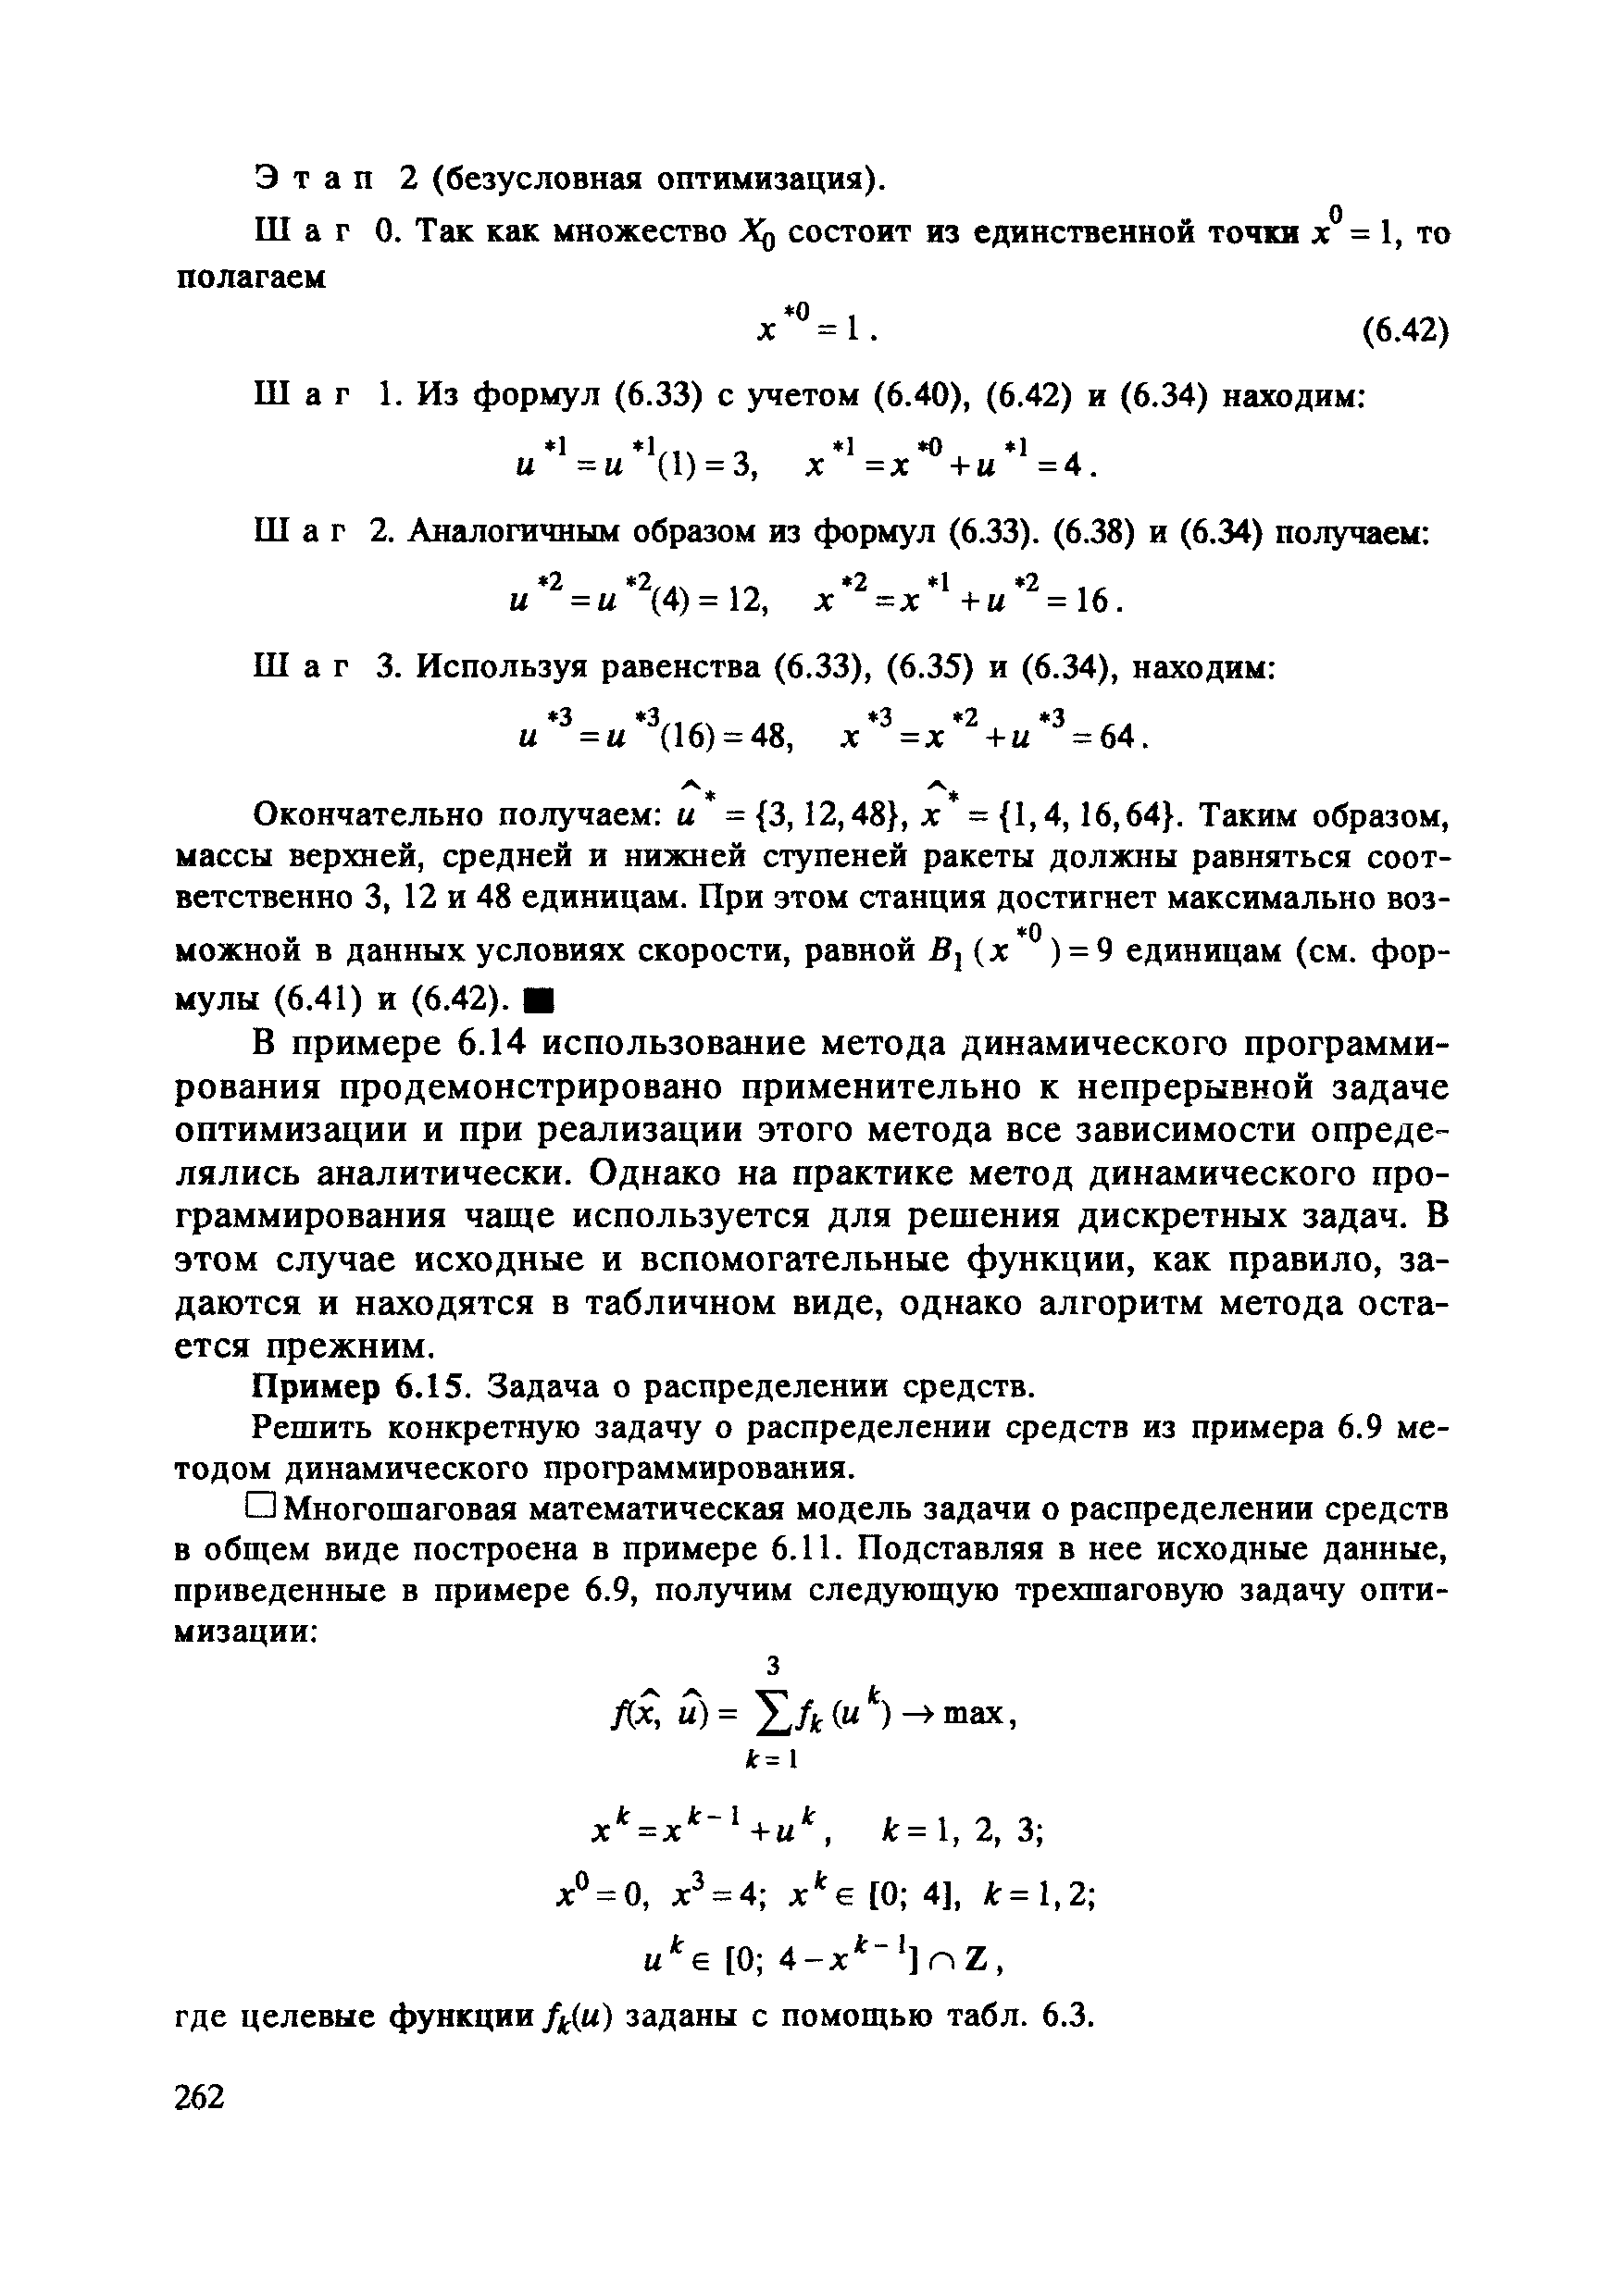 Э т а п 2 (безусловная оптимизация).
Ш а г 0. Так как множество X₀ состоит из единственной точки x⁰ = 1, то
полагаем
x*⁰ = 1 . (6.42)
Ш а г 1. Из формул (6.33) с учетом (6.40), (6.42) и (6.34) находим:
u*¹ = u*¹(1) = 3, x*¹ = x*⁰ + u*¹ = 4 .
Ш а г 2. Аналогичным образом из формул (6.33). (6.38) и (6.34) получаем:
u*² = u*²(4) = 12, x*² = x*¹ + u*² = 16 .
Ш а г 3. Используя равенства (6.33), (6.35) и (6.34), находим:
u*³ = u*³(16) = 48, x*³ = x*² + u*³ = 64 .
Окончательно получаем: û* = {3, 12, 48}, x̂* = {1, 4, 16, 64}. Таким образом,
массы верхней, средней и нижней ступеней ракеты должны равняться соот-
ветственно 3, 12 и 48 единицам. При этом станция достигнет максимально воз-
можной в данных условиях скорости, равной B₁ (x*⁰) = 9 единицам (см. фор-
мулы (6.41) и (6.42). ■
В примере 6.14 использование метода динамического программи-
рования продемонстрировано применительно к непрерывной задаче
оптимизации и при реализации этого метода все зависимости опреде-
лялись аналитически. Однако на практике метод динамического про-
граммирования чаще используется для решения дискретных задач. В
этом случае исходные и вспомогательные функции, как правило, за-
даются и находятся в табличном виде, однако алгоритм метода оста-
ется прежним.
Пример 6.15. Задача о распределении средств.
Решить конкретную задачу о распределении средств из примера 6.9 ме-
тодом динамического программирования.
□ Многошаговая математическая модель задачи о распределении средств
в общем виде построена в примере 6.11. Подставляя в нее исходные данные,
приведенные в примере 6.9, получим следующую трехшаговую задачу опти-
мизации:
3
f(x̂, û) = ∑ fₖ (uᵏ) → max ,
k = 1
xᵏ = xᵏ⁻¹ + uᵏ , k = 1, 2, 3;
x⁰ = 0, x³ = 4; xᵏ ∈ [0; 4], k = 1, 2;
uᵏ ∈ [0; 4 − xᵏ⁻¹] ∩ Z ,
где целевые функции fₖ(u) заданы с помощью табл. 6.3.
262